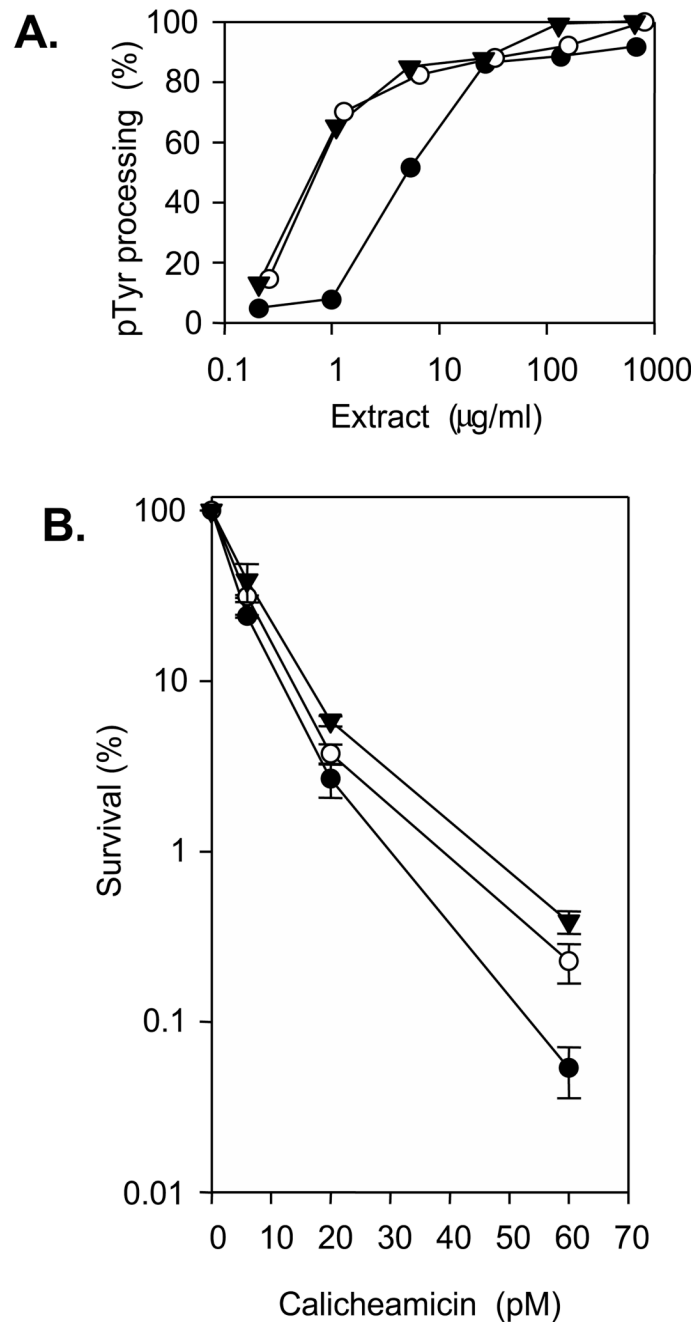 A.
pTyr processing (%)
100
80
60
40
20
0
0.1 1 10 100 1000
Extract (μg/ml)
B.
Survival (%)
100
10
1
0.1
0.01
0 10 20 30 40 50 60 70
Calicheamicin (pM)